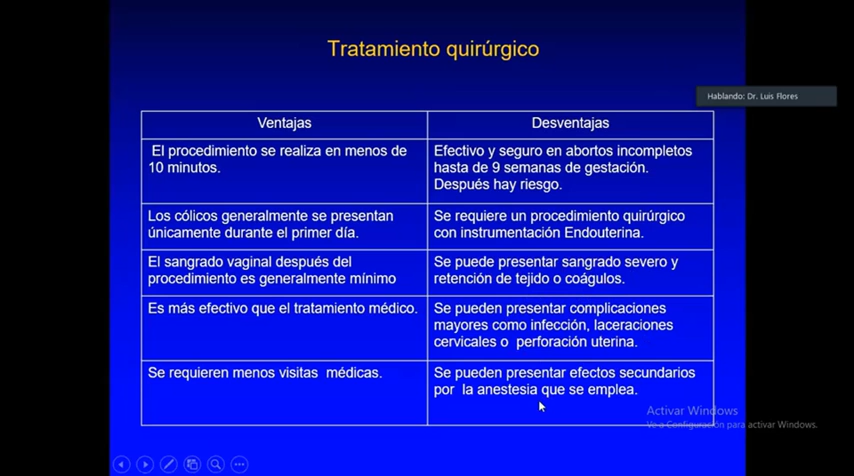 Tratamiento quirúrgico
Hablando: Dr. Luis Flores
Ventajas
Desventajas
El procedimiento se realiza en menos de
10 minutos.
Efectivo y seguro en abortos incompletos
hasta de 9 semanas de gestación.
Después hay riesgo.
Los cólicos generalmente se presentan
únicamente durante el primer día.
Se requiere un procedimiento quirúrgico
con instrumentación Endouterina.
El sangrado vaginal después del
procedimiento es generalmente mínimo
Se puede presentar sangrado severo y
retención de tejido o coágulos.
Es más efectivo que el tratamiento médico.
Se pueden presentar complicaciones
mayores como infección, laceraciones
cervicales o perforación uterina.
Se requieren menos visitas médicas.
Se pueden presentar efectos secundarios
por la anestesia que se emplea.
Activar Windows
Ve a Configuración para activar Windows.